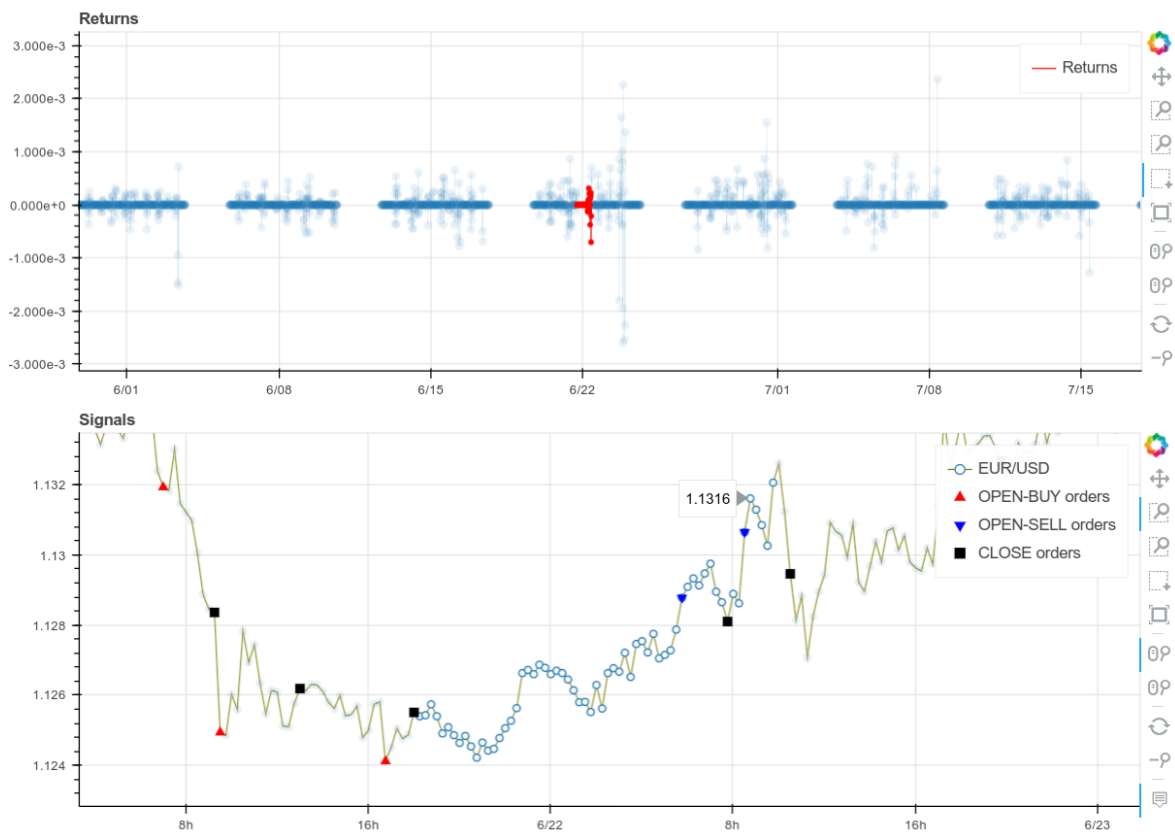 Returns
3.000e-3
2.000e-3
1.000e-3
0.000e+0
-1.000e-3
-2.000e-3
-3.000e-3
Returns
6/01 6/08 6/15 6/22 7/01 7/08 7/15
Signals
1.132
1.13
1.128
1.126
1.124
1.1316
EUR/USD
OPEN-BUY orders
OPEN-SELL orders
CLOSE orders
8h 16h 6/22 8h 16h 6/23